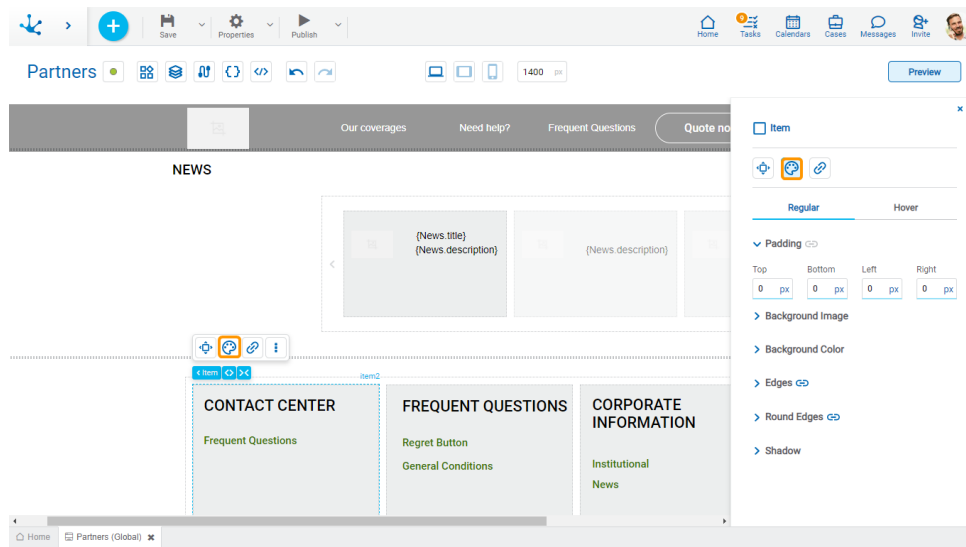 Save
Properties
Publish
Home
9
Tasks
Calendars
Cases
Messages
Invite
Partners
1400 px
Preview
Our coverages
Need help?
Frequent Questions
Quote no
NEWS
{News.title}
{News.description}
{News.description}
Item
Regular
Hover
Padding
Top
Bottom
Left
Right
0 px
0 px
0 px
0 px
Background Image
Background Color
Edges
Round Edges
Shadow
Item
item2
CONTACT CENTER
Frequent Questions
FREQUENT QUESTIONS
Regret Button
General Conditions
CORPORATE
INFORMATION
Institutional
News
Home
Partners (Global)